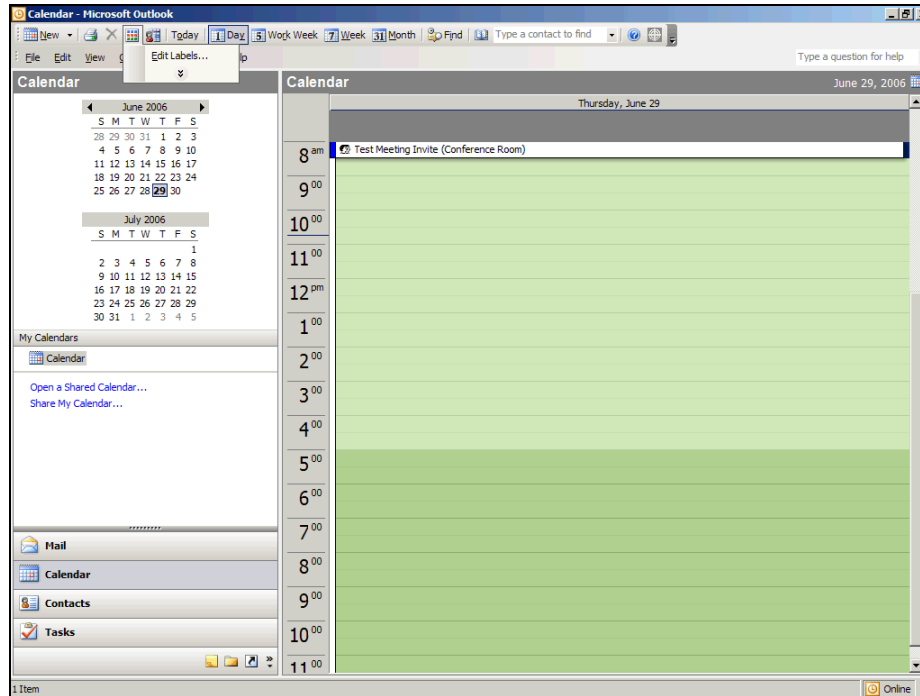 Calendar - Microsoft Outlook
New Today 1 Day 5 Work Week 7 Week 31 Month Find Type a contact to find
File Edit View Edit Labels... lp Type a question for help
Calendar
June 2006
S M T W T F S
28 29 30 31 1 2 3
4 5 6 7 8 9 10
11 12 13 14 15 16 17
18 19 20 21 22 23 24
25 26 27 28 29 30
July 2006
S M T W T F S
1
2 3 4 5 6 7 8
9 10 11 12 13 14 15
16 17 18 19 20 21 22
23 24 25 26 27 28 29
30 31 1 2 3 4 5
My Calendars
Calendar
Open a Shared Calendar...
Share My Calendar...
Mail
Calendar
Contacts
Tasks
Calendar June 29, 2006
Thursday, June 29
8 am Test Meeting Invite (Conference Room)
9 00
10 00
11 00
12 pm
1 00
2 00
3 00
4 00
5 00
6 00
7 00
8 00
9 00
10 00
11 00
1 Item Online